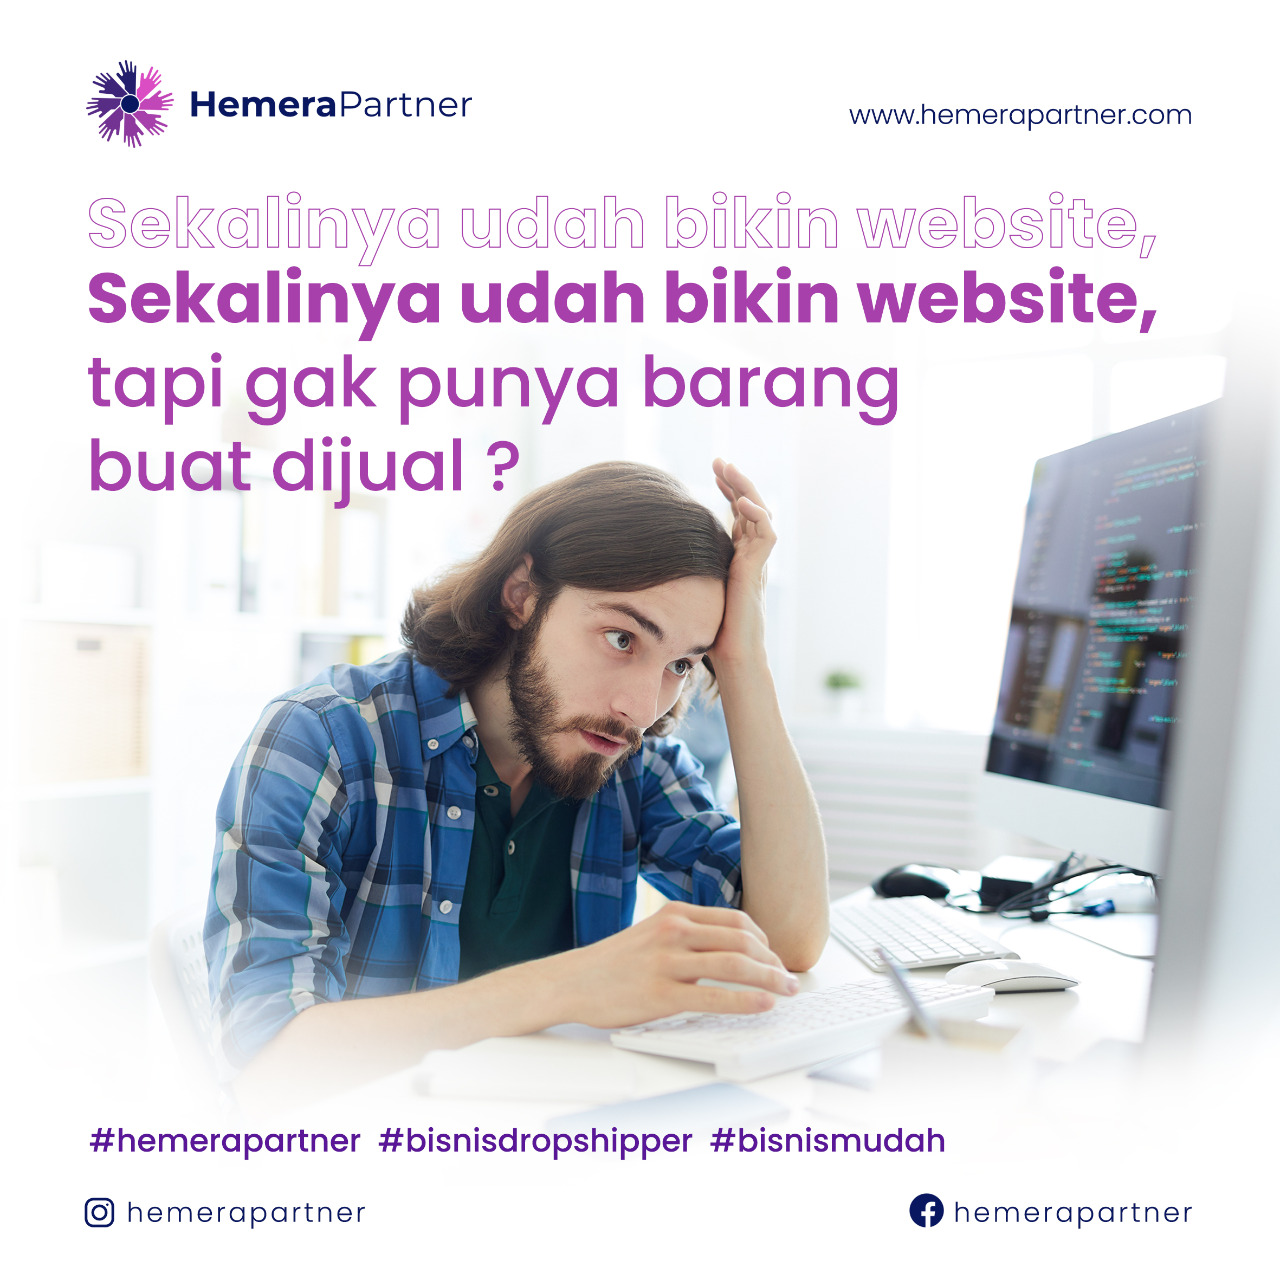 HemeraPartner
www.hemerapartner.com
Sekalinya udah bikin website,
Sekalinya udah bikin website,
tapi gak punya barang
buat dijual ?
#hemerapartner #bisnisdropshipper #bisnismudah
hemerapartner
hemerapartner